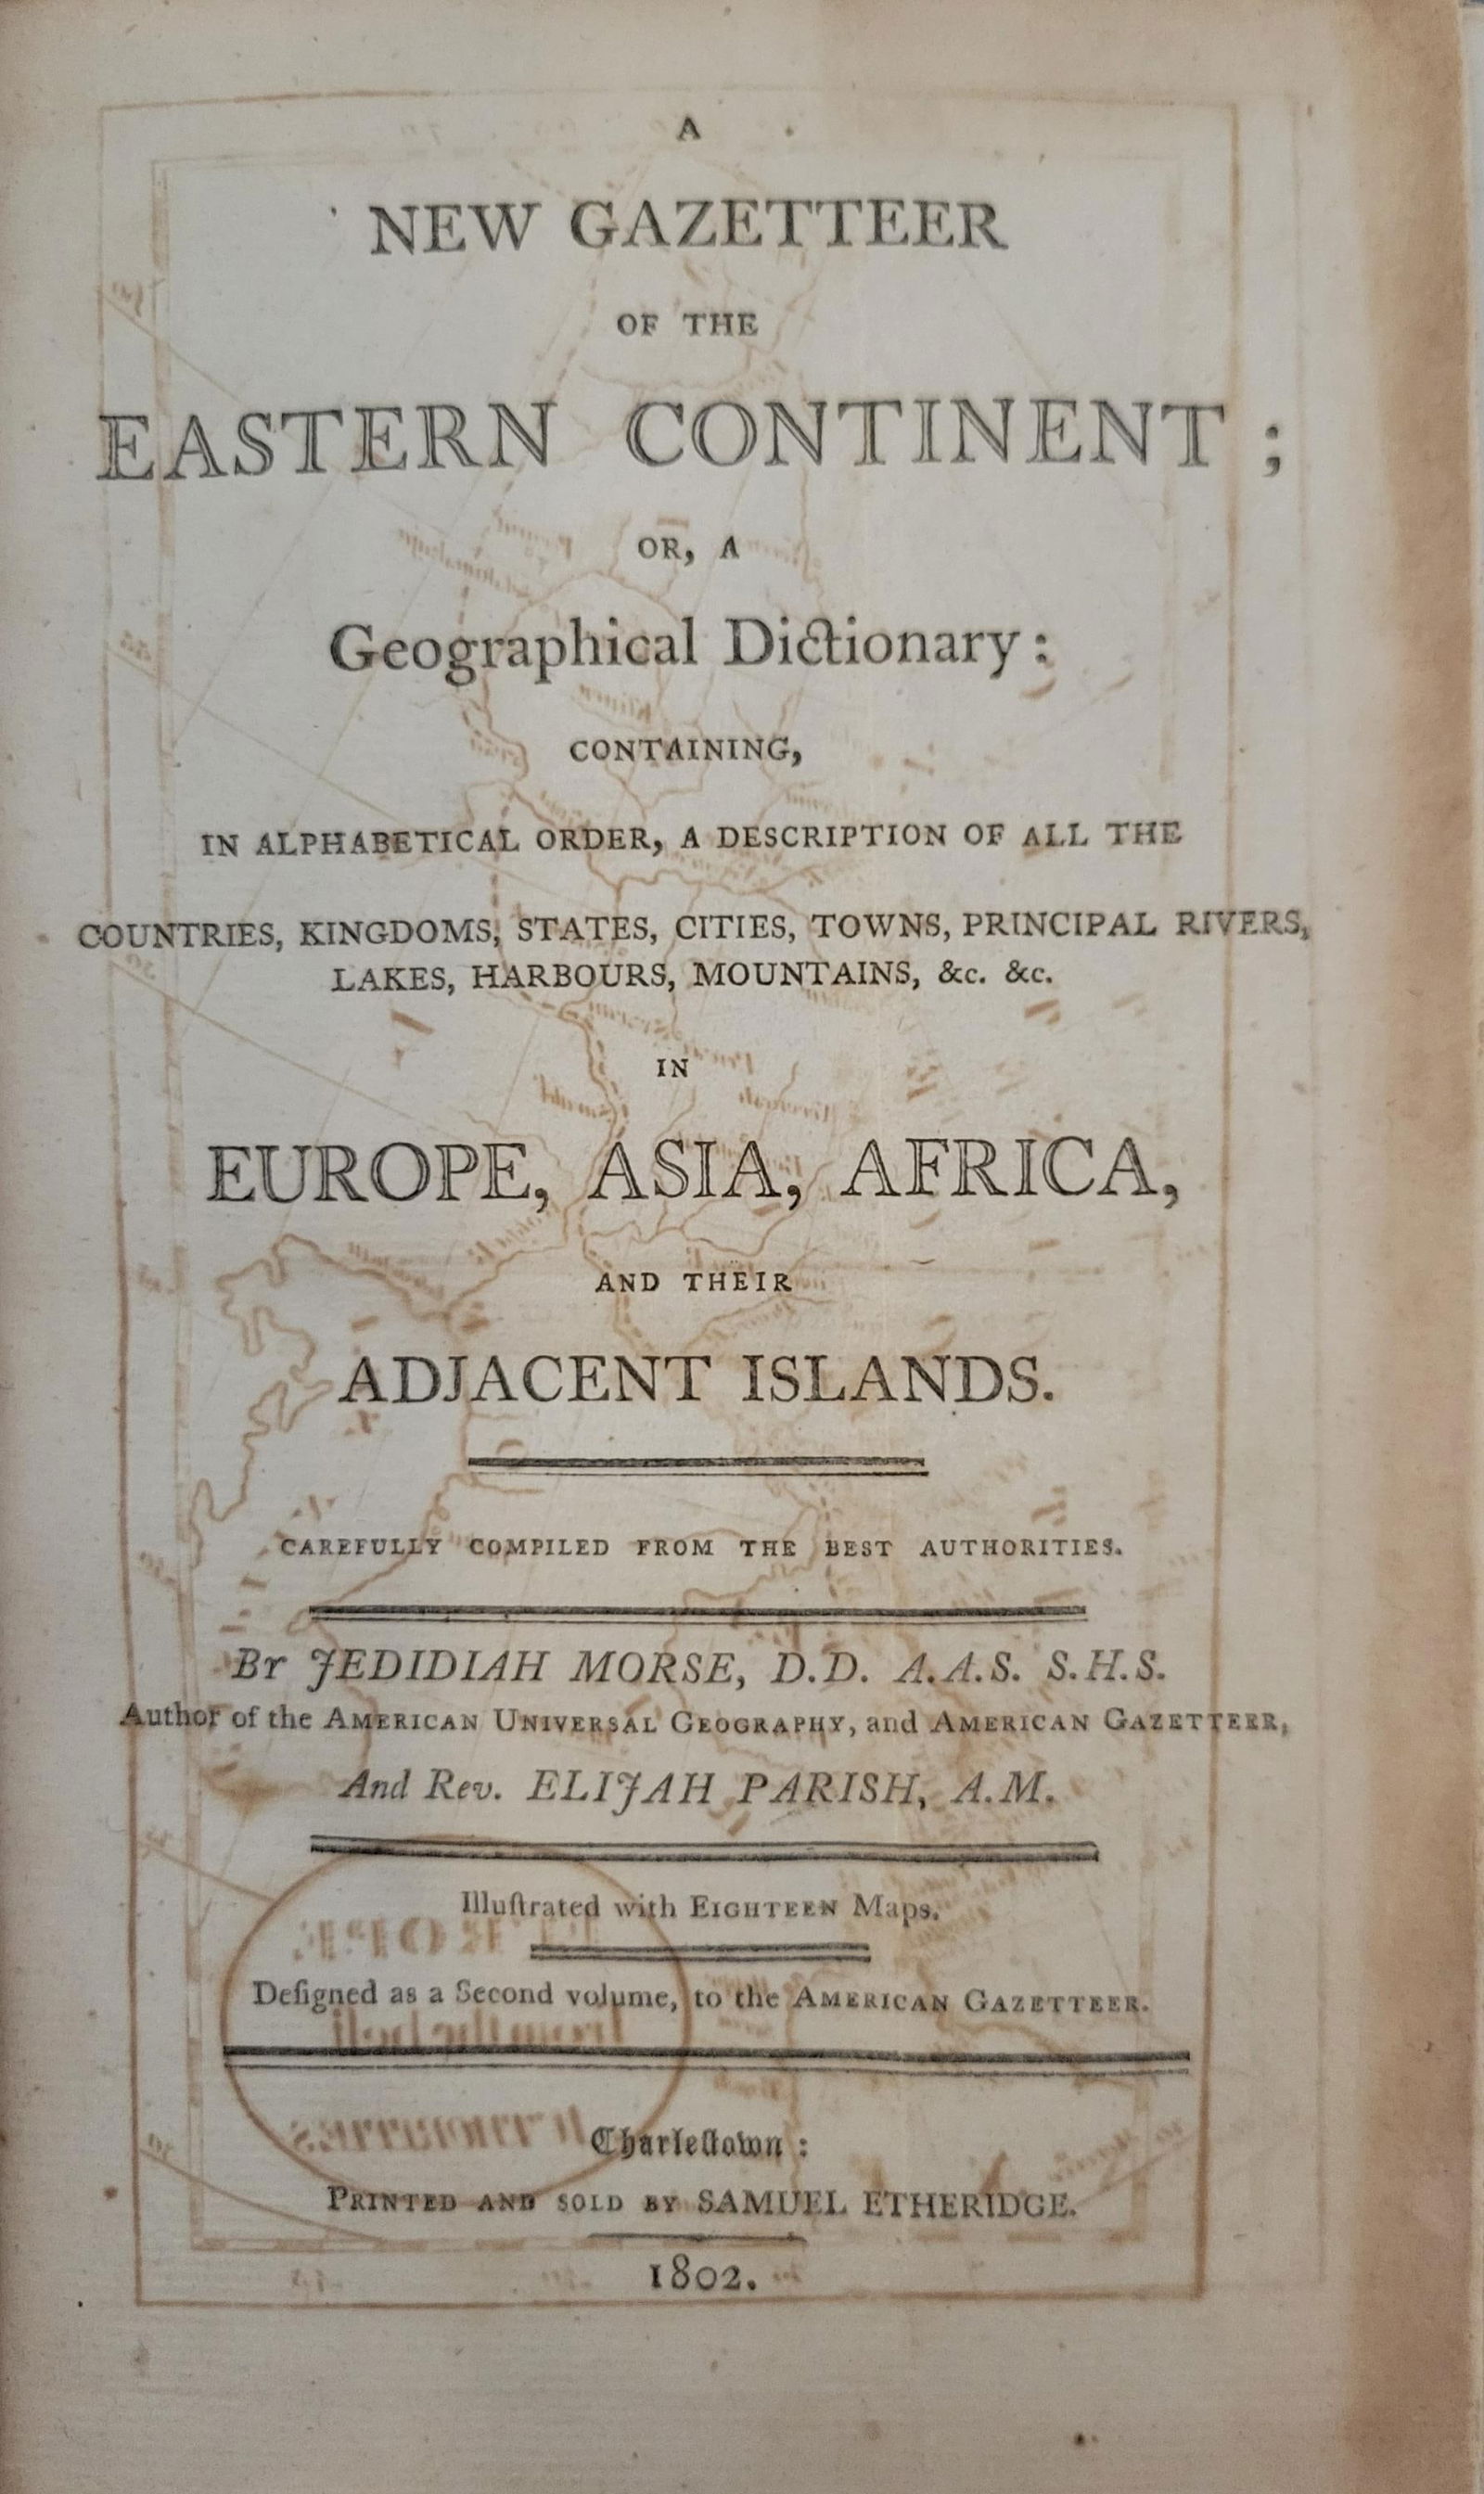 A
NEW GAZETTEER
OF THE
EASTERN CONTINENT;
OR, A
Geographical Dictionary:
CONTAINING,
IN ALPHABETICAL ORDER, A DESCRIPTION OF ALL THE
COUNTRIES, KINGDOMS, STATES, CITIES, TOWNS, PRINCIPAL RIVERS,
LAKES, HARBOURS, MOUNTAINS, &c. &c.
IN
EUROPE, ASIA, AFRICA,
AND THEIR
ADJACENT ISLANDS.
CAREFULLY COMPILED FROM THE BEST AUTHORITIES.
BY JEDIDIAH MORSE, D.D. A.A.S. S.H.S.
Author of the AMERICAN UNIVERSAL GEOGRAPHY, and AMERICAN GAZETTEER,
And Rev. ELIJAH PARISH, A.M.
Illuſtrated with EIGHTEEN Maps.
Deſigned as a Second volume, to the AMERICAN GAZETTEER.
Charleſtown:
PRINTED AND SOLD BY SAMUEL ETHERIDGE.
1802.